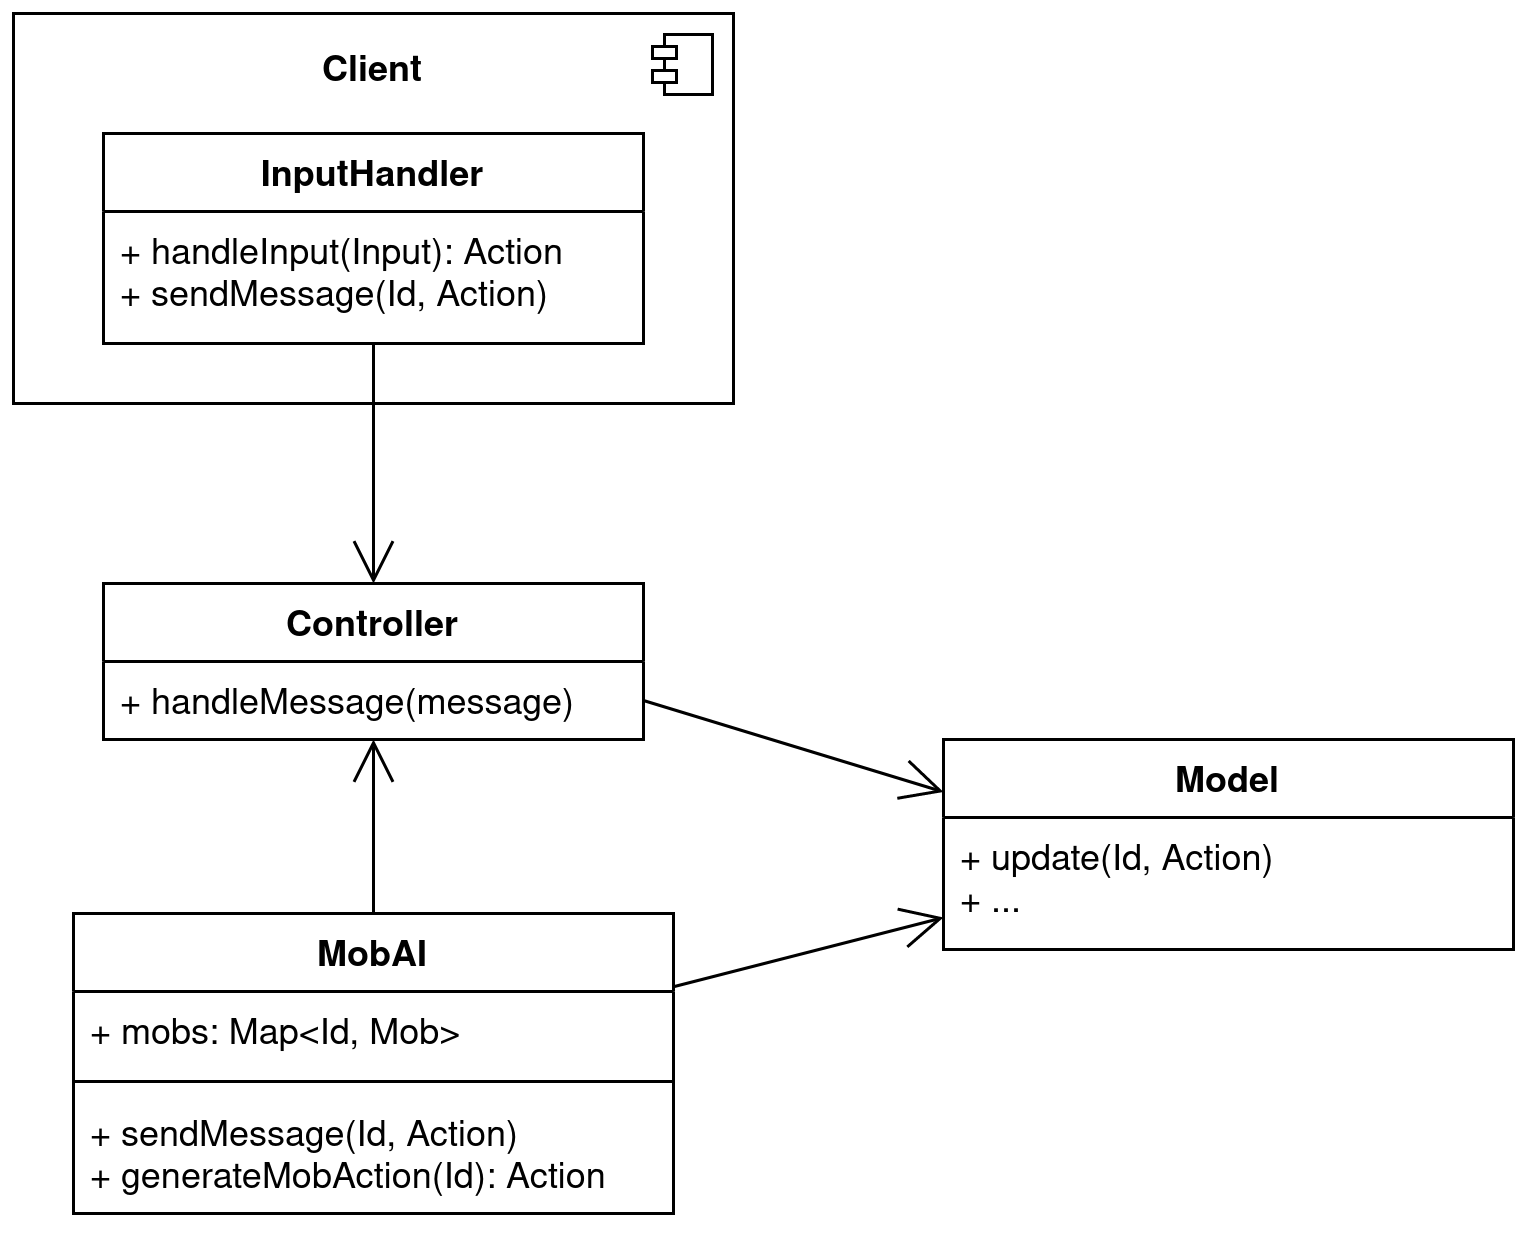 Client
InputHandler
+ handleInput(Input): Action
+ sendMessage(Id, Action)
Controller
+ handleMessage(message)
Model
+ update(Id, Action)
+ ...
MobAI
+ mobs: Map<Id, Mob>
+ sendMessage(Id, Action)
+ generateMobAction(Id): Action